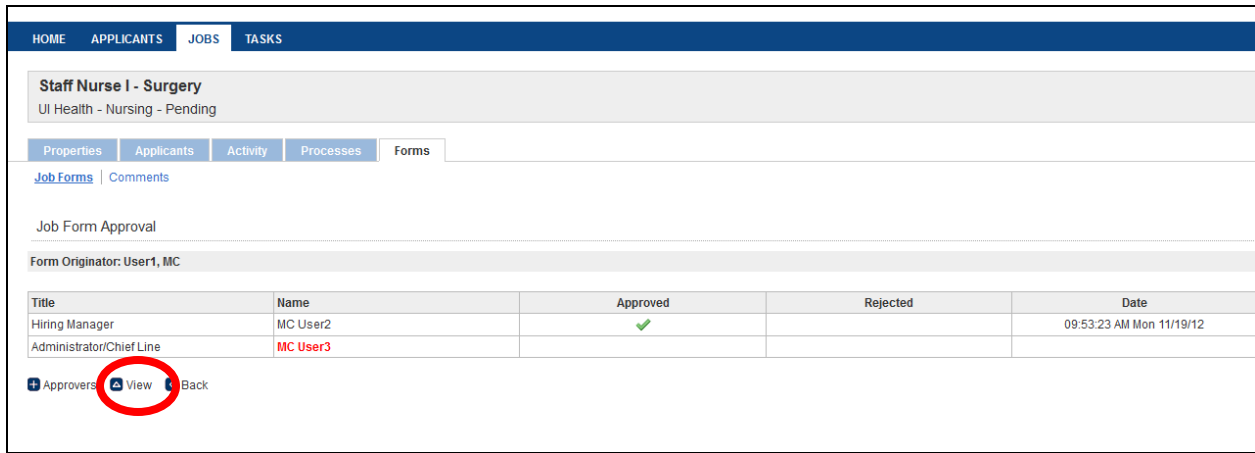 HOME APPLICANTS JOBS TASKS
Staff Nurse I - Surgery
UI Health - Nursing - Pending
Properties Applicants Activity Processes Forms
Job Forms | Comments
Job Form Approval
Form Originator: User1, MC
Title Name Approved Rejected Date
Hiring Manager MC User2 09:53:23 AM Mon 11/19/12
Administrator/Chief Line MC User3
Approvers View Back